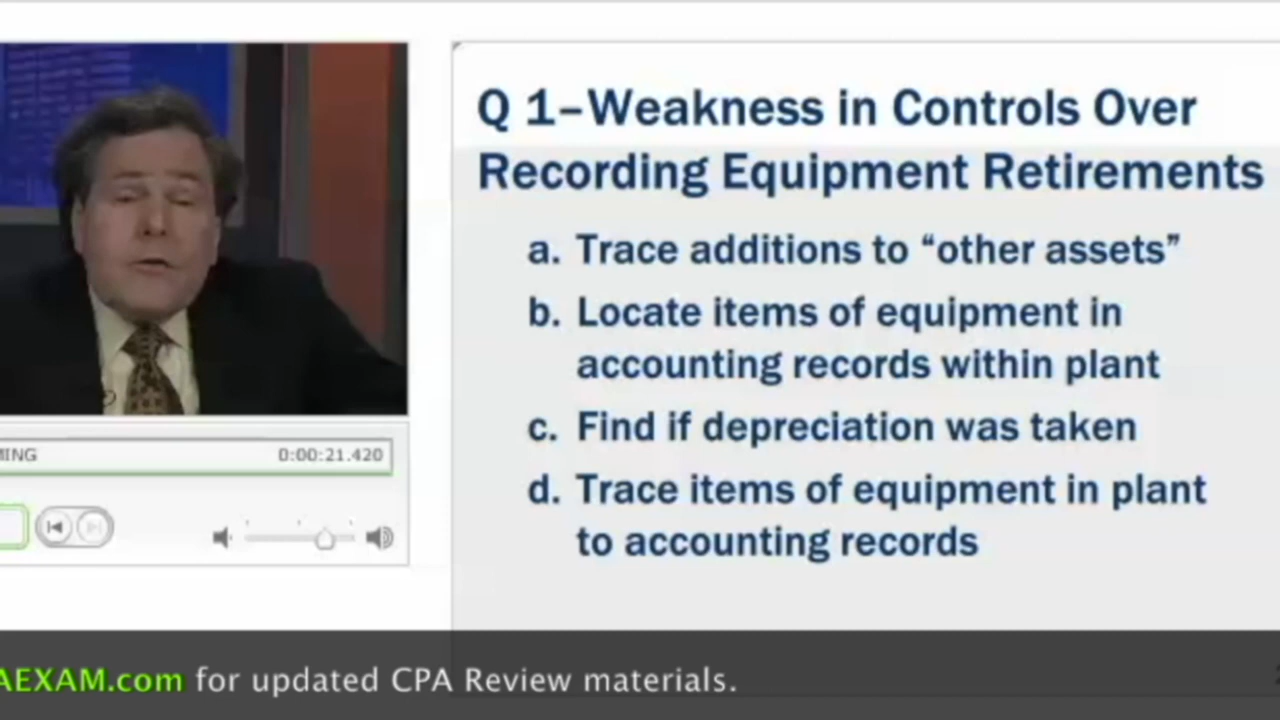 Q 1–Weakness in Controls Over
Recording Equipment Retirements
a. Trace additions to “other assets”
b. Locate items of equipment in
accounting records within plant
c. Find if depreciation was taken
d. Trace items of equipment in plant
to accounting records
MING 0:00:21.420
AEXAM.com for updated CPA Review materials.